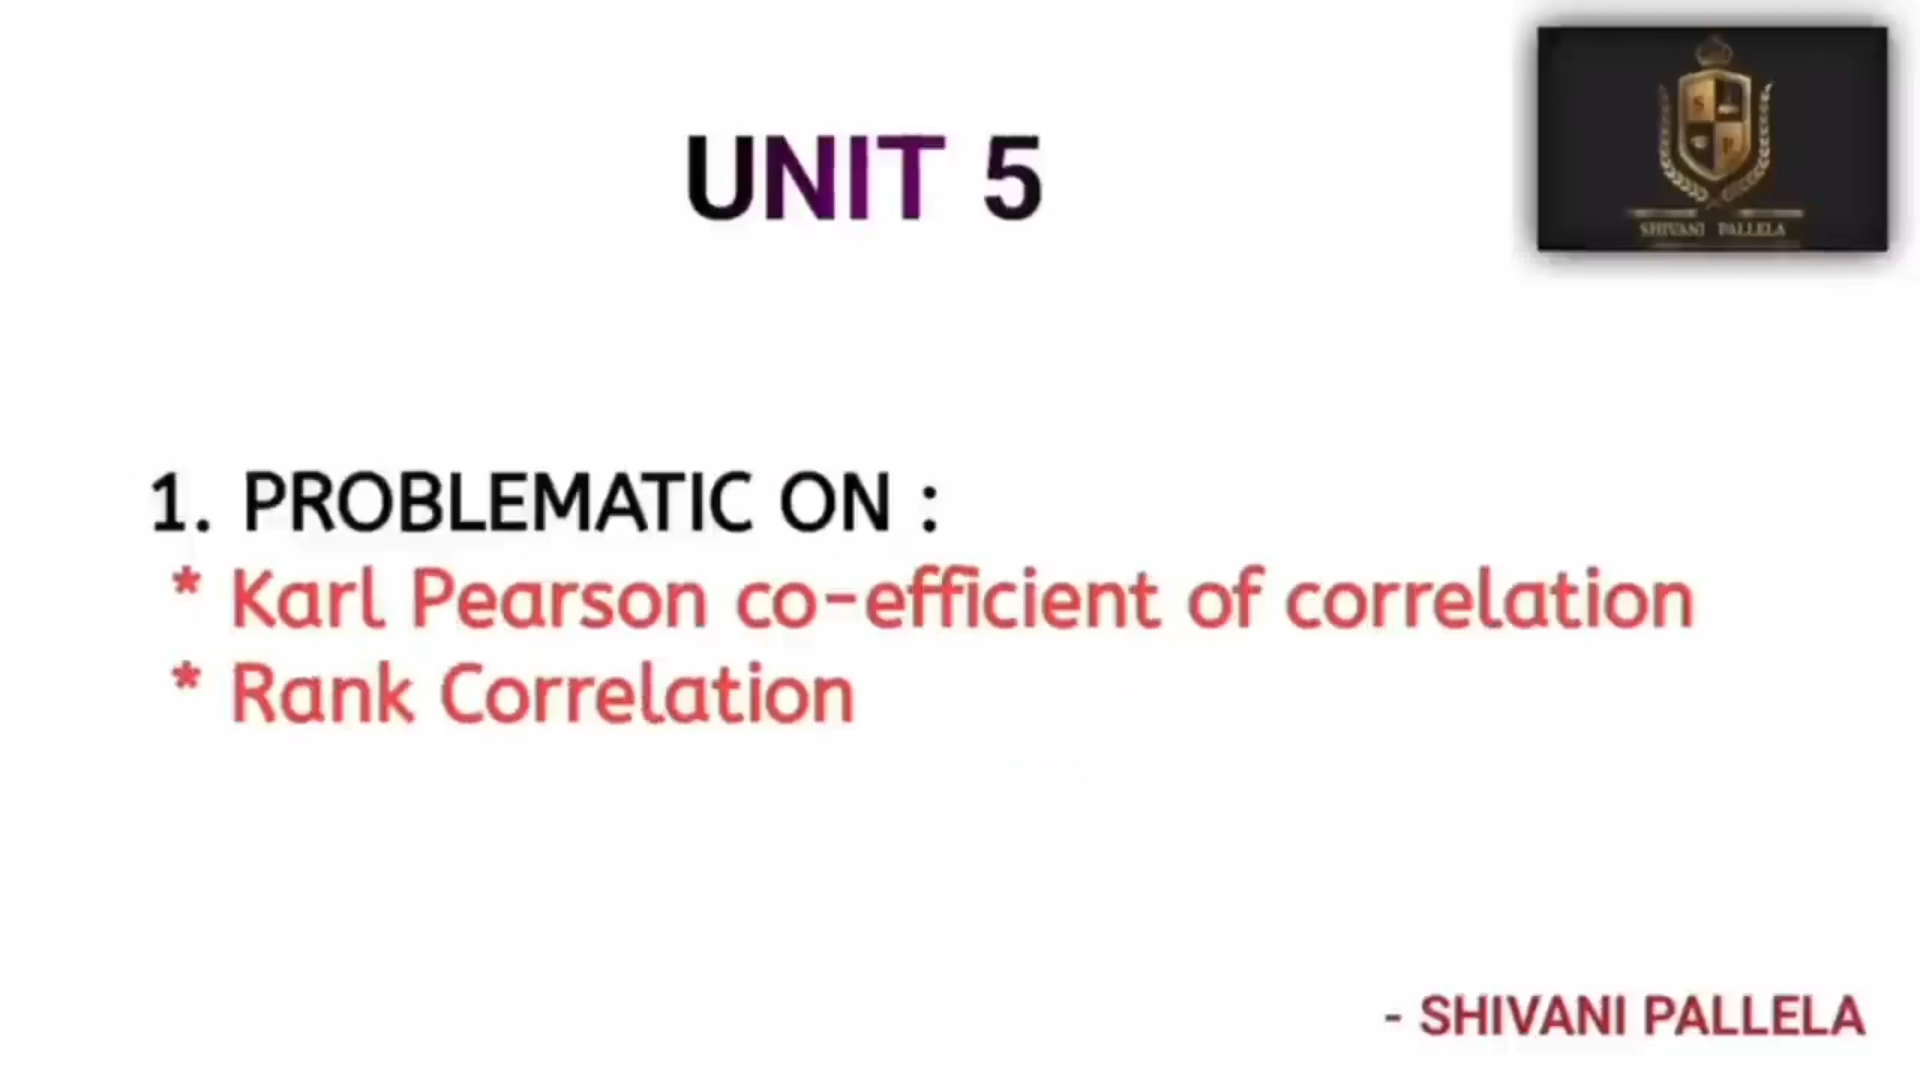 SHIVANI PALLELA
UNIT 5
1. PROBLEMATIC ON :
* Karl Pearson co-efficient of correlation
* Rank Correlation
- SHIVANI PALLELA